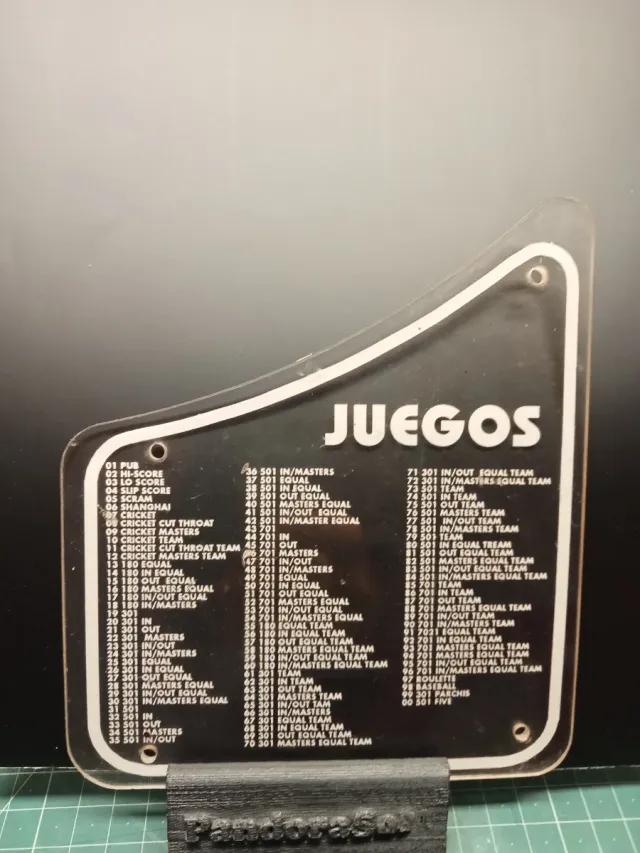 JUEGOS
01 PUB
02 HI-SCORE
03 LO SCORE
04 SLIP SCORE
05 SCRAM
06 SHANGHAI
07 CRICKET
08 CRICKET CUT THROAT
09 CRICKET MASTERS
10 CRICKET TEAM
11 CRICKET CUT THROAT TEAM
12 CRICKET MASTERS TEAM
13 180 EQUAL
14 180 IN EQUAL
15 180 OUT EQUAL
16 180 MASTERS EQUAL
17 180 IN/OUT EQUAL
18 180 IN/MASTERS
19 301
20 301 IN
21 301 OUT
22 301 MASTERS
23 301 IN/OUT
24 301 IN/MASTERS
25 301 EQUAL
26 301 IN EQUAL
27 301 OUT EQUAL
28 301 MASTERS EQUAL
29 301 IN/OUT EQUAL
30 301 IN/MASTERS EQUAL
31 501
32 501 IN
33 501 OUT
34 501 MASTERS
35 501 IN/OUT
36 501 IN/MASTERS
37 501 EQUAL
38 501 IN EQUAL
39 501 OUT EQUAL
40 501 MASTERS EQUAL
41 501 IN/OUT EQUAL
42 501 IN/MASTER EQUAL
43 701
44 701 IN
45 701 OUT
46 701 MASTERS
47 701 IN/OUT
48 701 IN/MASTERS
49 701 EQUAL
50 701 IN EQUAL
51 701 OUT EQUAL
52 701 MASTERS EQUAL
53 701 IN/OUT EQUAL
54 701 IN/MASTERS EQUAL
55 180 EQUAL TEAM
56 180 IN EQUAL TEAM
57 180 OUT EQUAL TEAM
58 180 MASTERS EQUAL TEAM
59 180 IN/OUT EQUAL TEAM
60 180 IN/MASTERS EQUAL TEAM
61 301 TEAM
62 301 IN TEAM
63 301 OUT TEAM
64 301 MASTERS TEAM
65 301 IN/OUT TAM
66 301 IN/MASTERS
67 301 EQUAL TEAM
68 301 IN EQUAL TEAM
69 301 OUT EQUAL TEAM
70 301 MASTERS EQUAL TEAM
71 301 IN/OUT EQUAL TEAM
72 301 IN/MASTERS EQUAL TEAM
73 501 TEAM
74 501 IN TEAM
75 501 OUT TEAM
76 501 MASTERS TEAM
77 501 IN/OUT TEAM
78 501 IN/MASTERS TEAM
79 501 TEAM
80 501 IN EQUAL TREAM
81 501 OUT EQUAL TEAM
82 501 MASTERS EQUAL TEAM
83 501 IN/OUT EQUAL TEAM
84 501 IN/MASTERS EQUAL TEAM
85 701 TEAM
86 701 IN TEAM
87 701 OUT TEAM
88 701 MASTERS EQUAL TEAM
89 701 IN/OUT TEAM
90 701 IN/MASTERS TEAM
91 7021 EQUAL TEAM
92 701 IN EQUAL TEAM
93 701 OUT EQUAL TEAM
94 701 MASTERS EQUAL TEAM
95 701 IN/OUT EQUAL TEAM
96 701 IN/MASTERS EQUAL TEAM
97 ROULETTE
98 BASEBALL
99 301 PARCHIS
00 501 FIVE